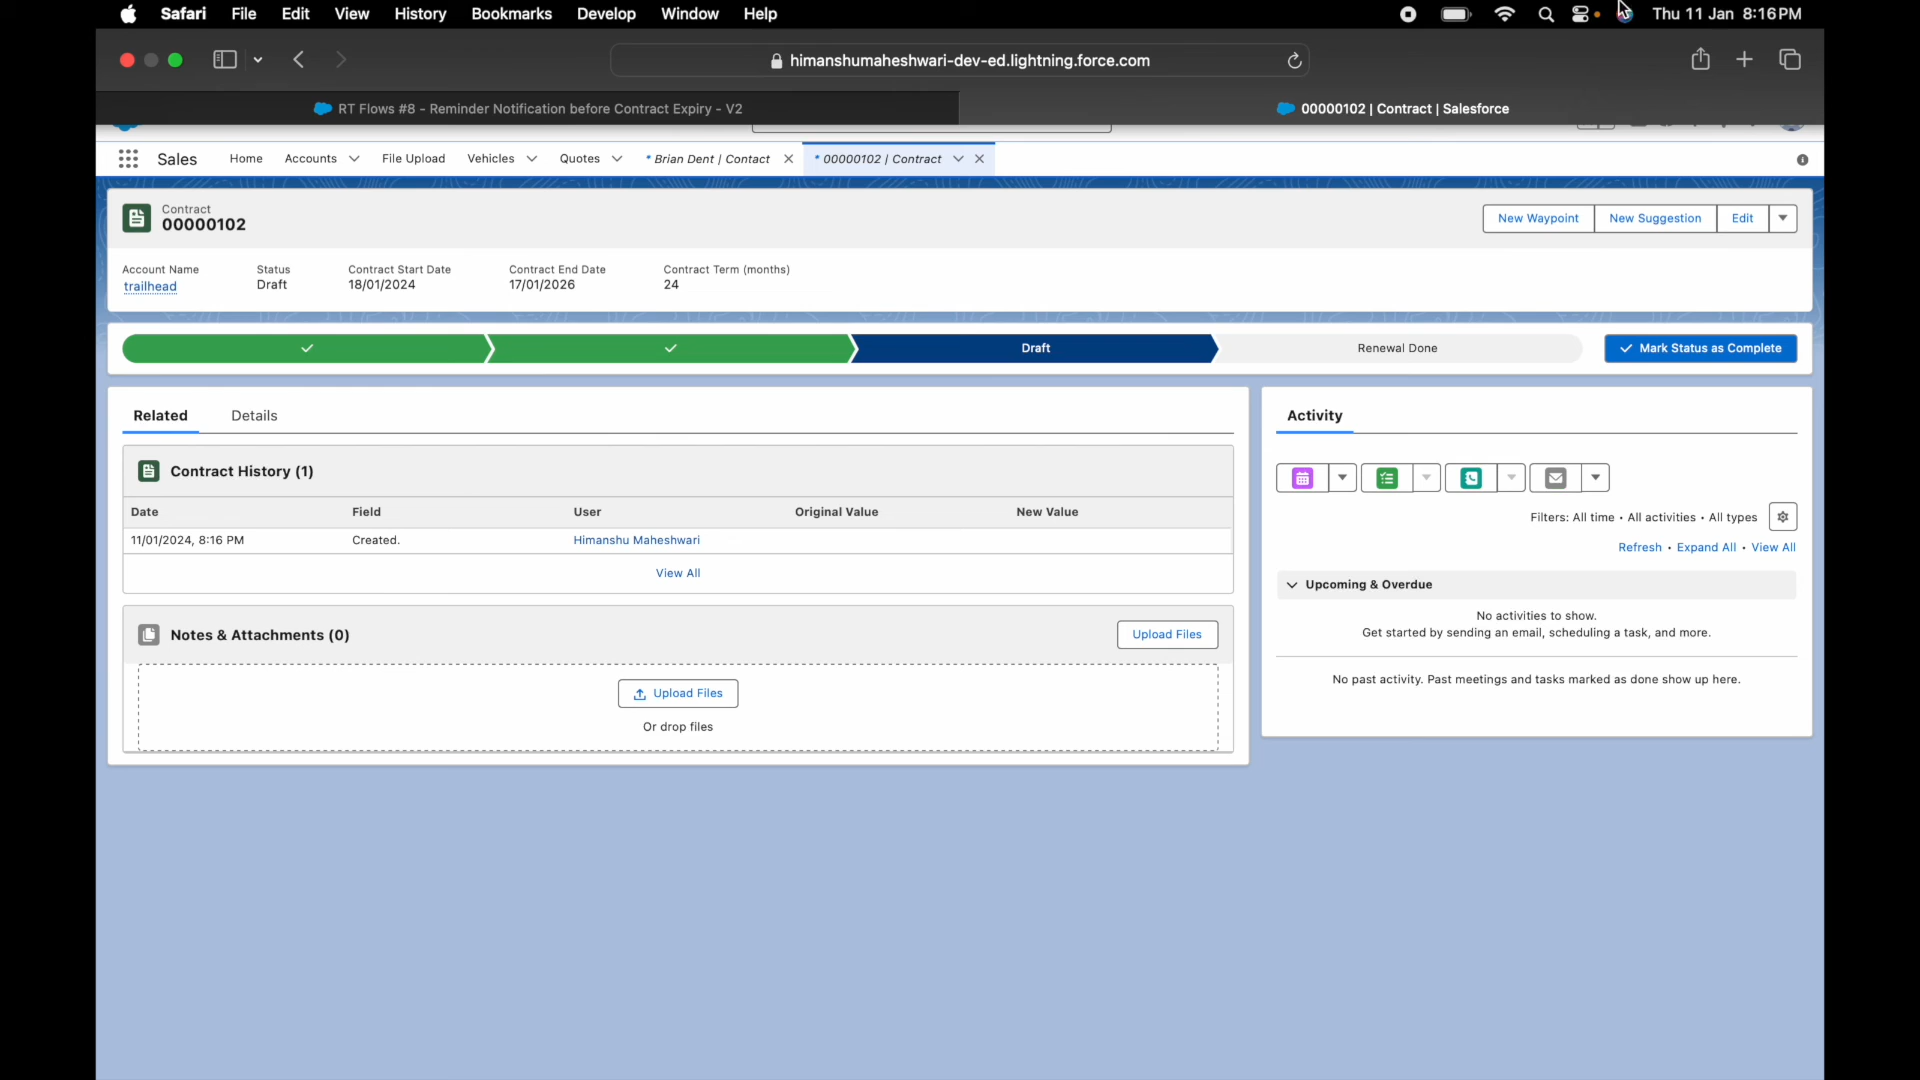 Safari File Edit View History Bookmarks Develop Window Help Thu 11 Jan 8:16 PM
himanshumaheshwari-dev-ed.lightning.force.com
RT Flows #8 - Reminder Notification before Contract Expiry - V2
00000102 | Contract | Salesforce
Sales Home Accounts File Upload Vehicles Quotes * Brian Dent | Contact * 00000102 | Contract
Contract
00000102
New Waypoint New Suggestion Edit
Account Name Status Contract Start Date Contract End Date Contract Term (months)
trailhead Draft 18/01/2024 17/01/2026 24
Draft Renewal Done Mark Status as Complete
Related Details
Contract History (1)
Date Field User Original Value New Value
11/01/2024, 8:16 PM Created. Himanshu Maheshwari
View All
Notes & Attachments (0)
Upload Files
Upload Files
Or drop files
Activity
Filters: All time • All activities • All types
Refresh • Expand All • View All
Upcoming & Overdue
No activities to show.
Get started by sending an email, scheduling a task, and more.
No past activity. Past meetings and tasks marked as done show up here.